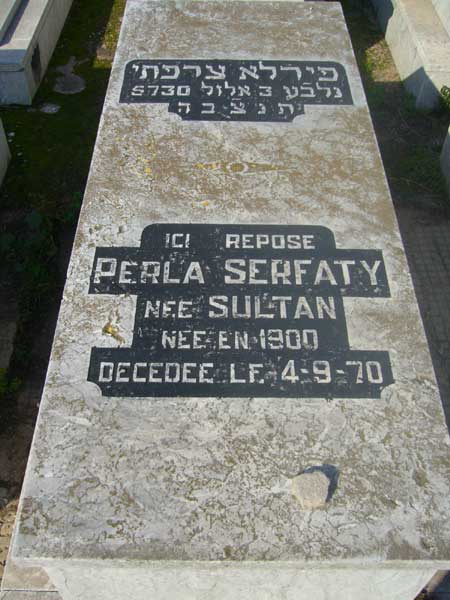 פירלא צרפתי
נלבע 3 אלול 5730
ת נ צ ב ה
ICI REPOSE
PERLA SERFATY
NEE SULTAN
NEE EN 1900
DECEDEE LE 4-9-70